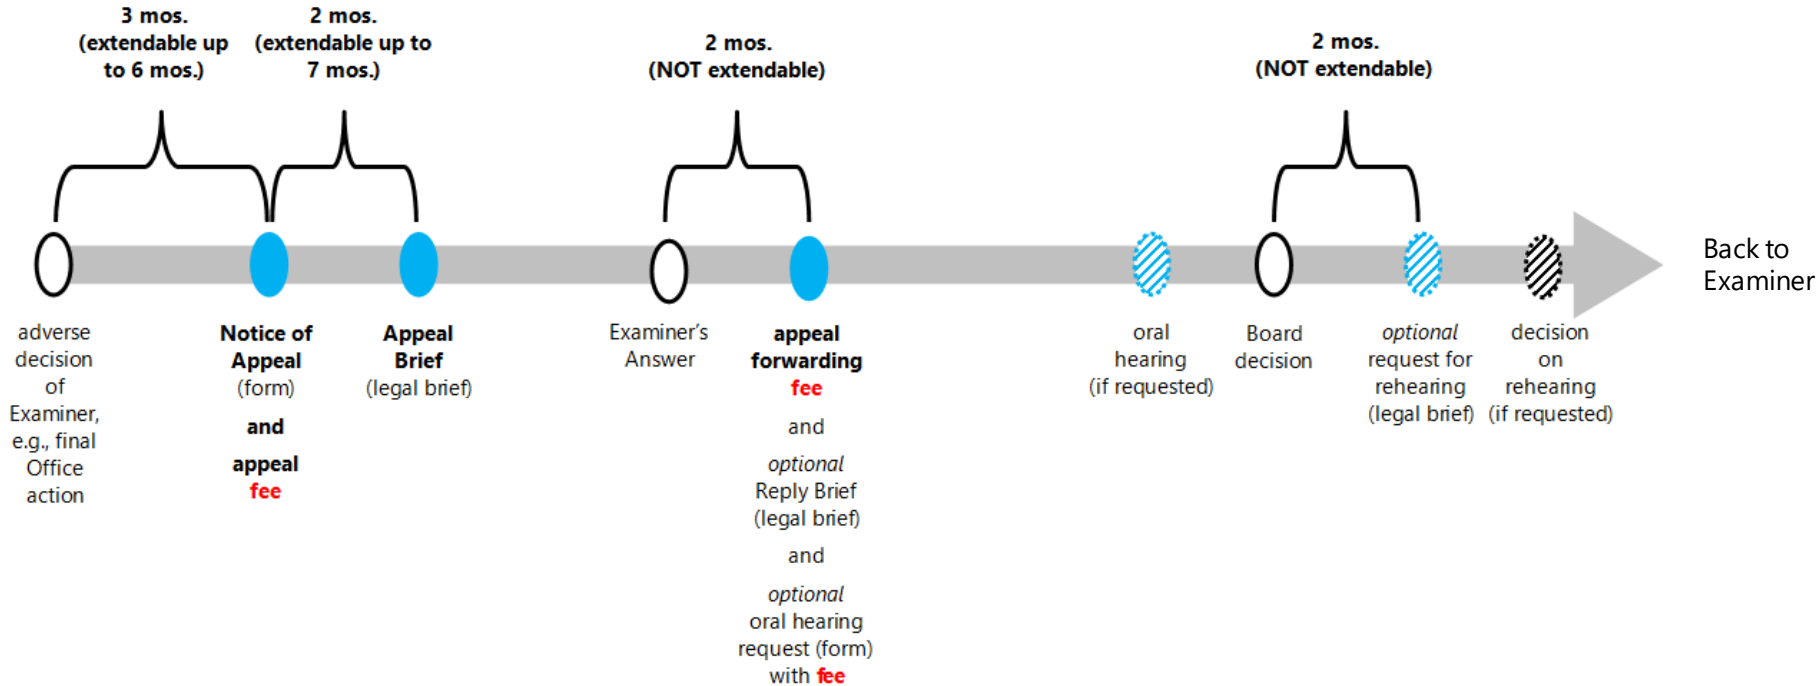 3 mos.
(extendable up
to 6 mos.)
2 mos.
(extendable up to
7 mos.)
2 mos.
(NOT extendable)
2 mos.
(NOT extendable)
adverse
decision
of
Examiner,
e.g., final
Office
action
Notice of
Appeal
(form)
and
appeal
fee
Appeal
Brief
(legal brief)
Examiner's
Answer
appeal
forwarding
fee
and
optional
Reply Brief
(legal brief)
and
optional
oral hearing
request (form)
with fee
oral
hearing
(if requested)
Board
decision
optional
request for
rehearing
(legal brief)
decision
on
rehearing
(if requested)
Back to
Examiner